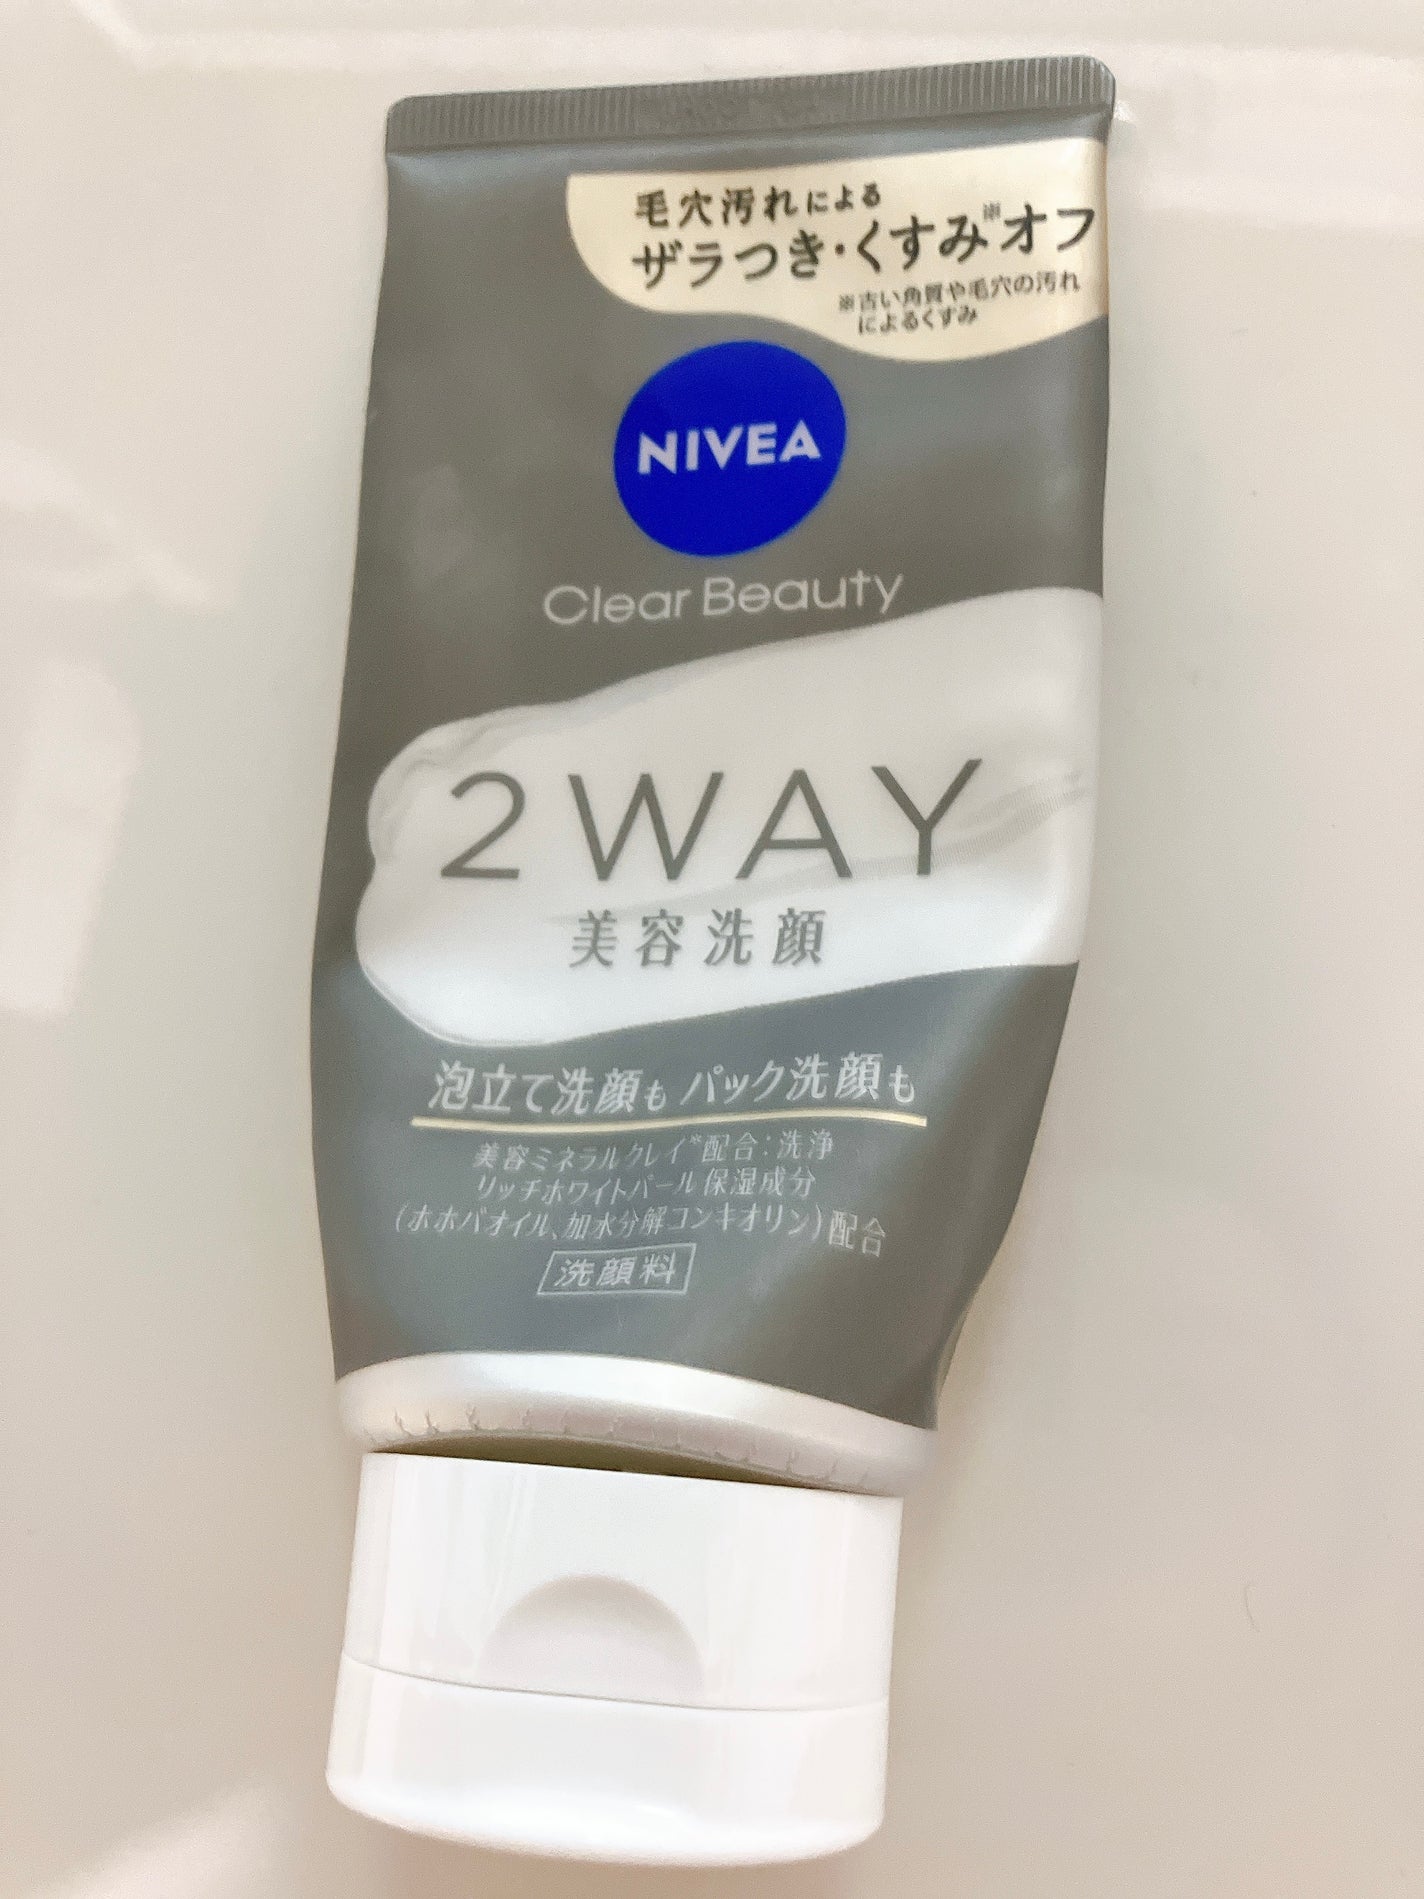 毛穴汚れによる
ザラつき・くすみ※オフ
※古い角質や毛穴の汚れ
によるくすみ
NIVEA
Clear Beauty
2WAY
美容洗顔
泡立て洗顔も パック洗顔も
美容ミネラルクレイ※配合：洗浄
リッチホワイトパール保湿成分
(ホホバオイル、加水分解コンキオリン)配合
洗顔料